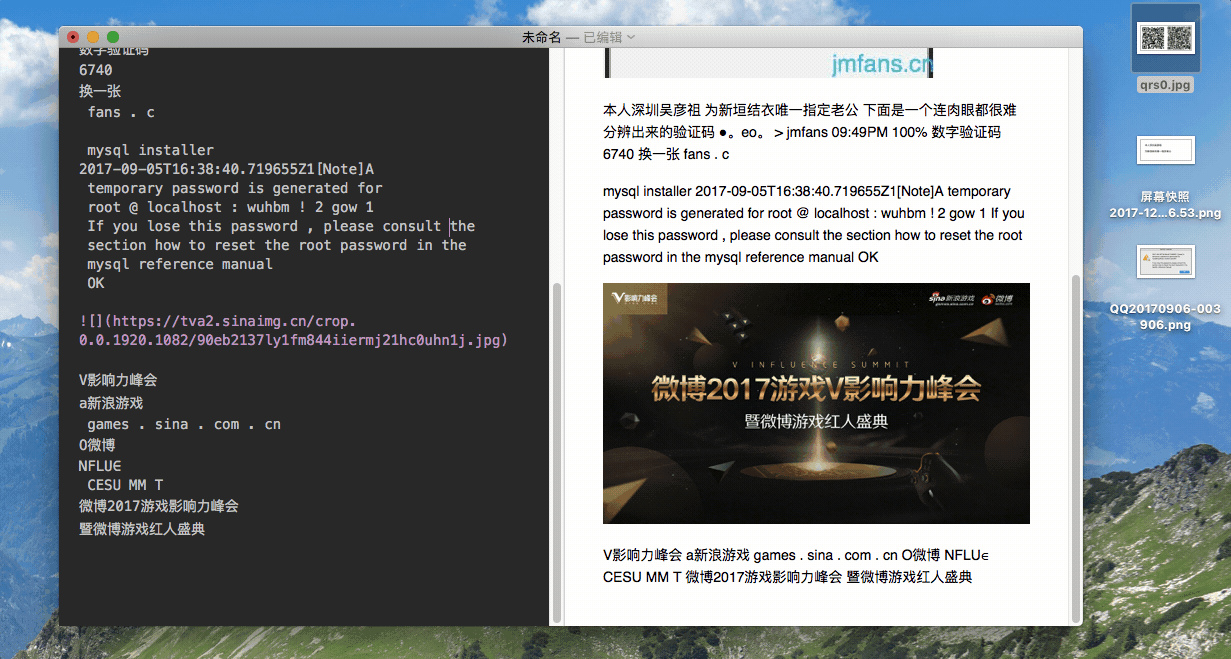 未命名 — 已编辑
数字验证码
6740
换一张
fans . c
mysql installer
2017-09-05T16:38:40.719655Z1[Note]A
temporary password is generated for
root @ localhost : wuhbm ! 2 gow 1
If you lose this password , please consult the
section how to reset the root password in the
mysql reference manual
OK
![](https://tva2.sinaimg.cn/crop.
0.0.1920.1082/90eb2137ly1fm844iiermj21hc0uhn1j.jpg)
V影响力峰会
a新浪游戏
games . sina . com . cn
O微博
NFLU∈
CESU MM T
微博2017游戏影响力峰会
暨微博游戏红人盛典
jmfans.cn
本人深圳吴彦祖 为新垣结衣唯一指定老公 下面是一个连肉眼都很难
分辨出来的验证码 ●。eo。 > jmfans 09:49PM 100% 数字验证码
6740 换一张 fans . c
mysql installer 2017-09-05T16:38:40.719655Z1[Note]A temporary
password is generated for root @ localhost : wuhbm ! 2 gow 1 If you
lose this password , please consult the section how to reset the root
password in the mysql reference manual OK
V影响力峰会
sina新浪游戏
games.sina.com.cn
微博
V INFLUENCE SUMMIT
微博2017游戏V影响力峰会
暨微博游戏红人盛典
V影响力峰会 a新浪游戏 games . sina . com . cn O微博 NFLU∈
CESU MM T 微博2017游戏影响力峰会 暨微博游戏红人盛典
qrs0.jpg
屏幕快照
2017-12...6.53.png
QQ20170906-003
906.png